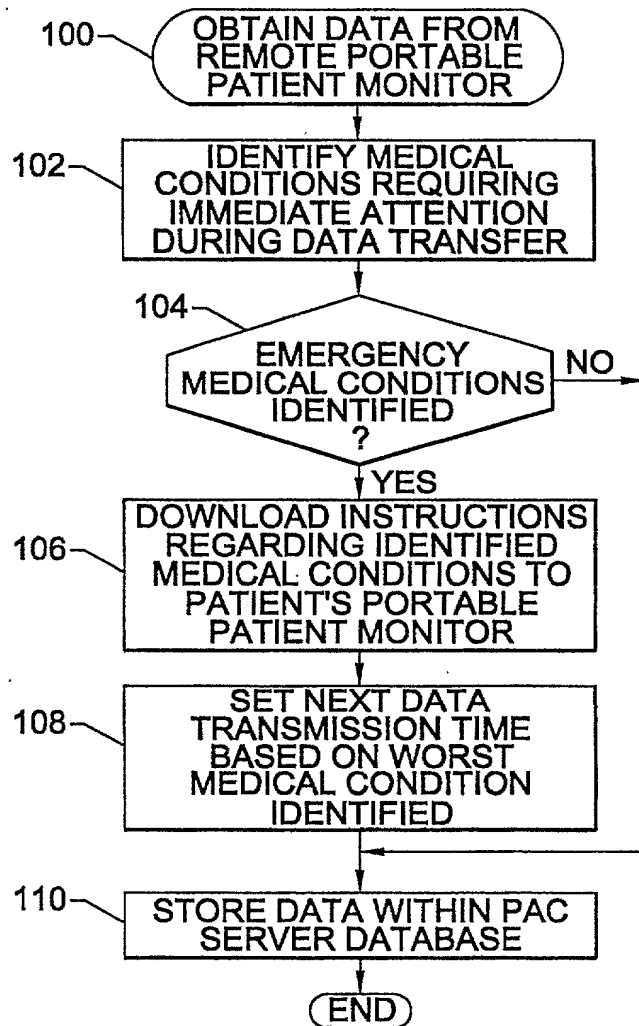 100
OBTAIN DATA FROM
REMOTE PORTABLE
PATIENT MONITOR
102
IDENTIFY MEDICAL
CONDITIONS REQUIRING
IMMEDIATE ATTENTION
DURING DATA TRANSFER
104
EMERGENCY
MEDICAL CONDITIONS
IDENTIFIED
?
NO
YES
106
DOWNLOAD INSTRUCTIONS
REGARDING IDENTIFIED
MEDICAL CONDITIONS TO
PATIENT'S PORTABLE
PATIENT MONITOR
108
SET NEXT DATA
TRANSMISSION TIME
BASED ON WORST
MEDICAL CONDITION
IDENTIFIED
110
STORE DATA WITHIN PAC
SERVER DATABASE
END